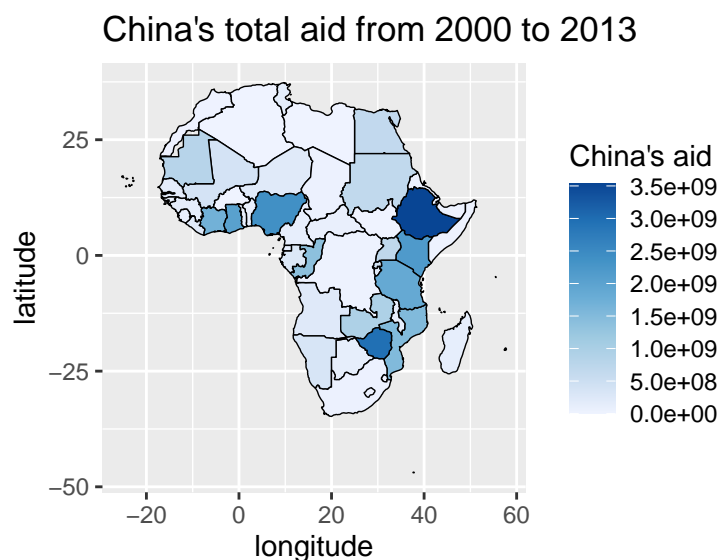 China's total aid from 2000 to 2013
25
0
−25
−50
latitude
−20 0 20 40 60
longitude
China's aid
3.5e+09
3.0e+09
2.5e+09
2.0e+09
1.5e+09
1.0e+09
5.0e+08
0.0e+00